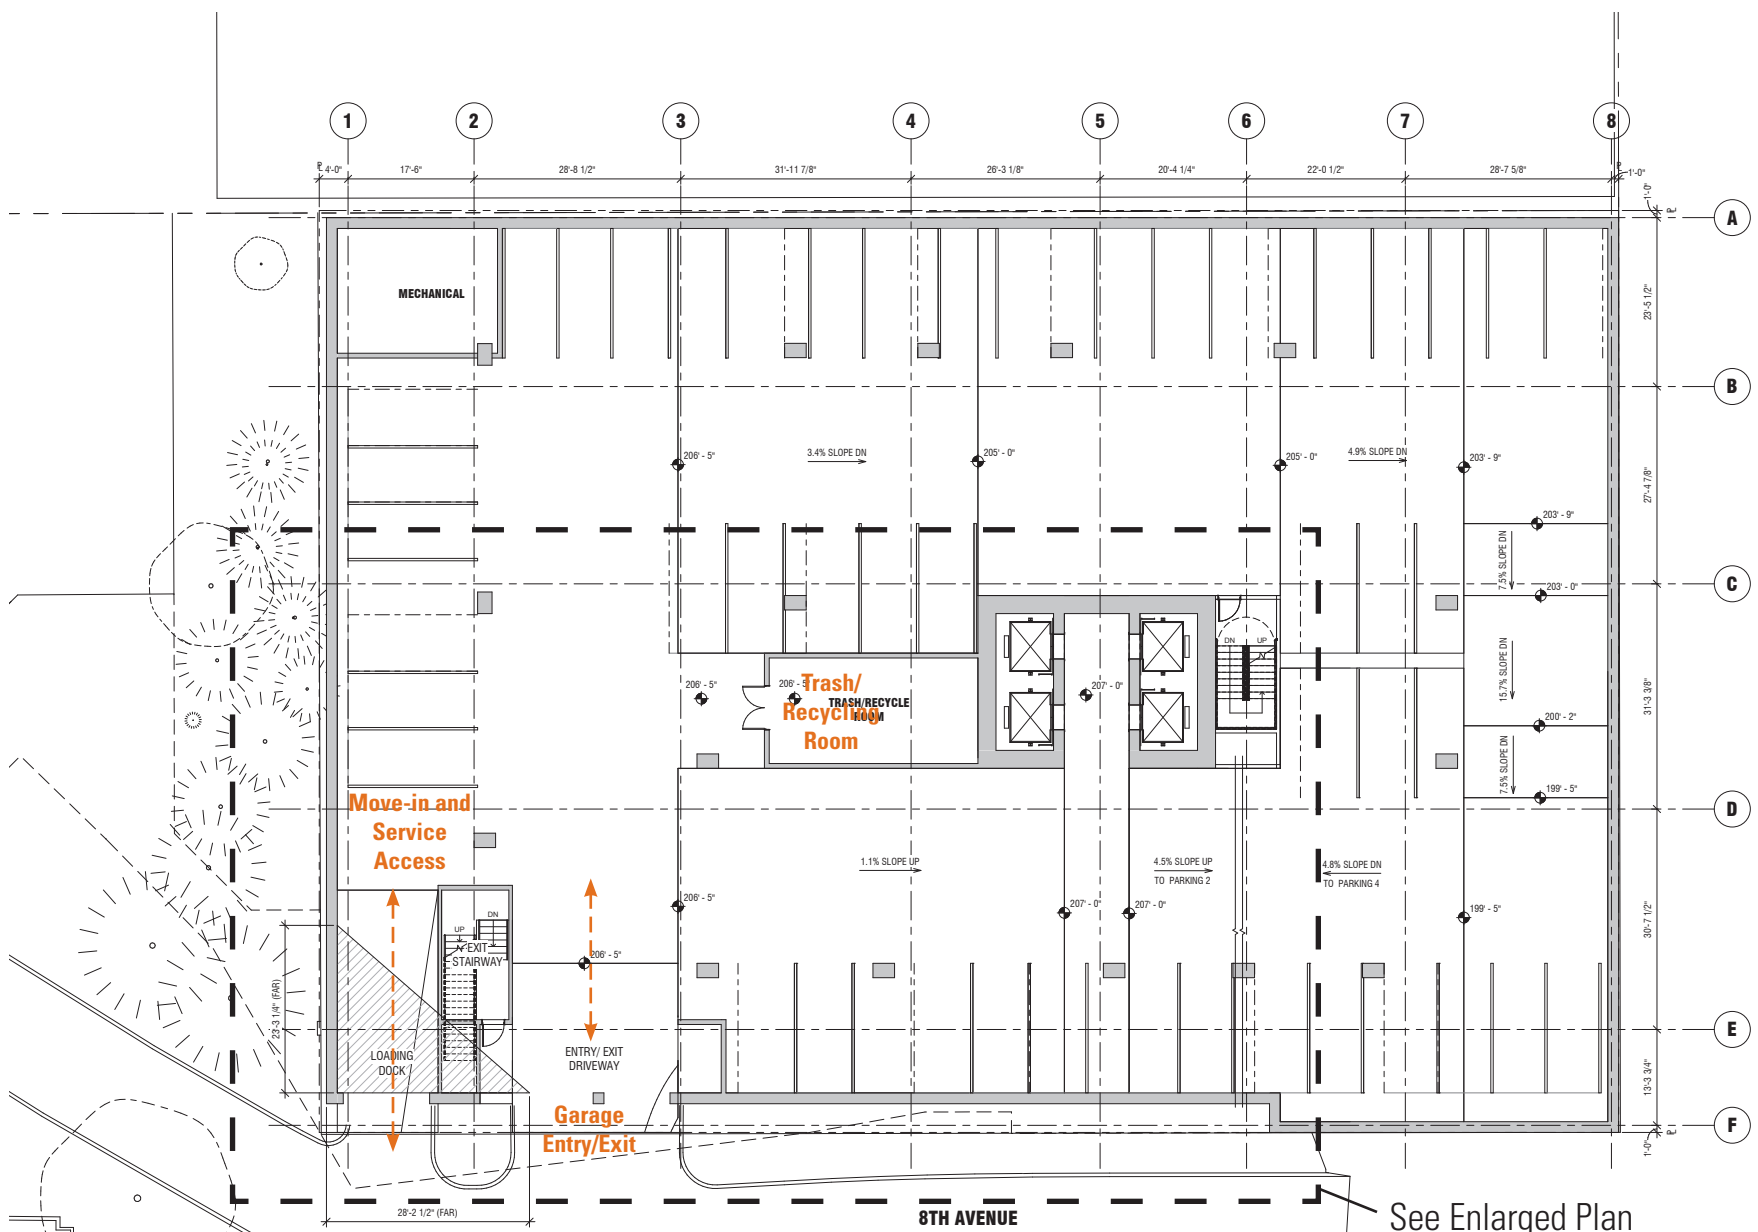 1 2 3 4 5 6 7 8
4'-0" 17'-6" 28'-8 1/2" 31'-11 7/8" 26'-3 1/8" 20'-4 1/4" 22'-0 1/2" 28'-7 5/8" 1'-0"
1'-0"
A
MECHANICAL
23'-5 1/2"
B
206' - 5" 3.4% SLOPE DN 205' - 0" 205' - 0" 4.9% SLOPE DN 203' - 9"
27'-4 7/8"
203' - 9"
7.5% SLOPE DN
C
203' - 0"
DN UP
15.7% SLOPE DN
31'-3 3/8"
206' - 5" 206' - 5" 207' - 0"
Trash/
Recycling
Room
TRASH/RECYCLE
ROOM
200' - 2"
7.5% SLOPE DN
199' - 5"
D
Move-in and
Service
Access
1.1% SLOPE UP
4.5% SLOPE UP
TO PARKING 2
4.8% SLOPE DN
TO PARKING 4
206' - 5" 207' - 0" 207' - 0" 199' - 5"
30'-7 1/2"
UP DN
EXIT
STAIRWAY
206' - 5"
23'-3 1/4" (FAR)
E
LOADING
DOCK
ENTRY/ EXIT
DRIVEWAY
13'-3 3/4"
Garage
Entry/Exit
F
1'-0"
28'-2 1/2" (FAR)
8TH AVENUE
See Enlarged Plan